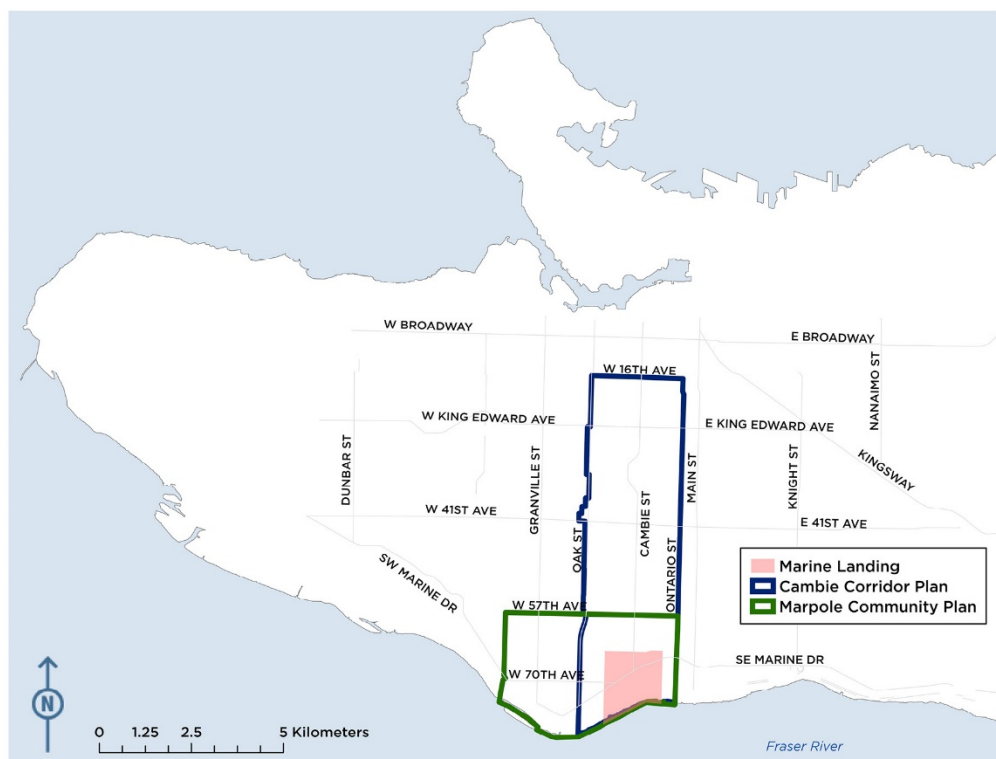 W BROADWAY
E BROADWAY
W 16TH AVE
NANAIMO ST
W KING EDWARD AVE
E KING EDWARD AVE
DUNBAR ST
GRANVILLE ST
MAIN ST
KNIGHT ST
KINGSWAY
W 41ST AVE
OAK ST
CAMBIE ST
E 41ST AVE
SW MARINE DR
ONTARIO ST
Marine Landing
Cambie Corridor Plan
Marpole Community Plan
W 57TH AVE
W 70TH AVE
SE MARINE DR
N
0 1.25 2.5 5 Kilometers
Fraser River